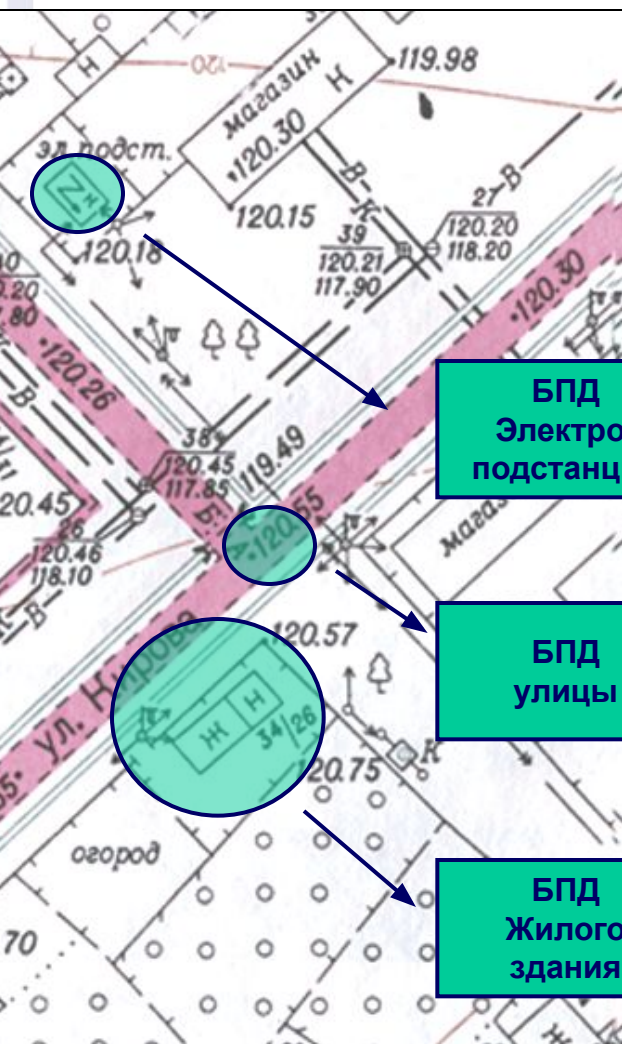 Н
120
магазин Н
119.98
120.30
эл.подст.
Н
120.15
120.18
В
К
39
120.21
117.90
27
120.20
118.20
В
120.30
120.26
В
38
120.45
117.85
119.49
120.55
26
120.46
118.10
В
БПД
Электро
подстанц
120.57
ул. Кирова
Ж Н
34/26
БПД
улицы
К
120.75
огород
БПД
Жилого
здания
70
Ж